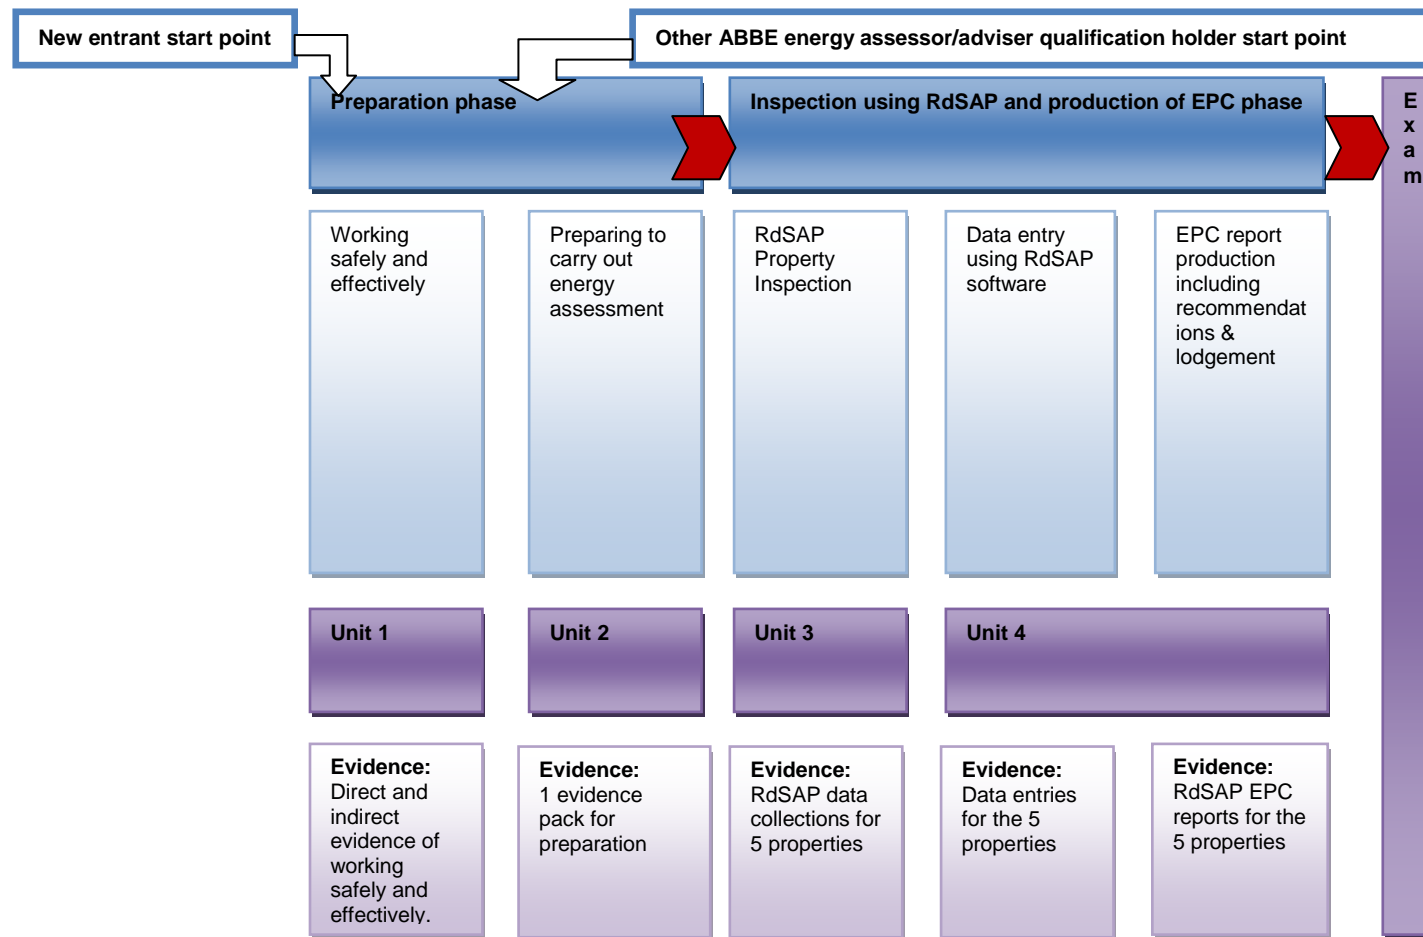 New entrant start point
Other ABBE energy assessor/adviser qualification holder start point
Preparation phase
Inspection using RdSAP and production of EPC phase
E
x
a
m
Working
safely and
effectively
Preparing to
carry out
energy
assessment
RdSAP
Property
Inspection
Data entry
using RdSAP
software
EPC report
production
including
recommendat
ions &
lodgement
Unit 1
Unit 2
Unit 3
Unit 4
Evidence:
Direct and
indirect
evidence of
working
safely and
effectively.
Evidence:
1 evidence
pack for
preparation
Evidence:
RdSAP data
collections for
5 properties
Evidence:
Data entries
for the 5
properties
Evidence:
RdSAP EPC
reports for the
5 properties